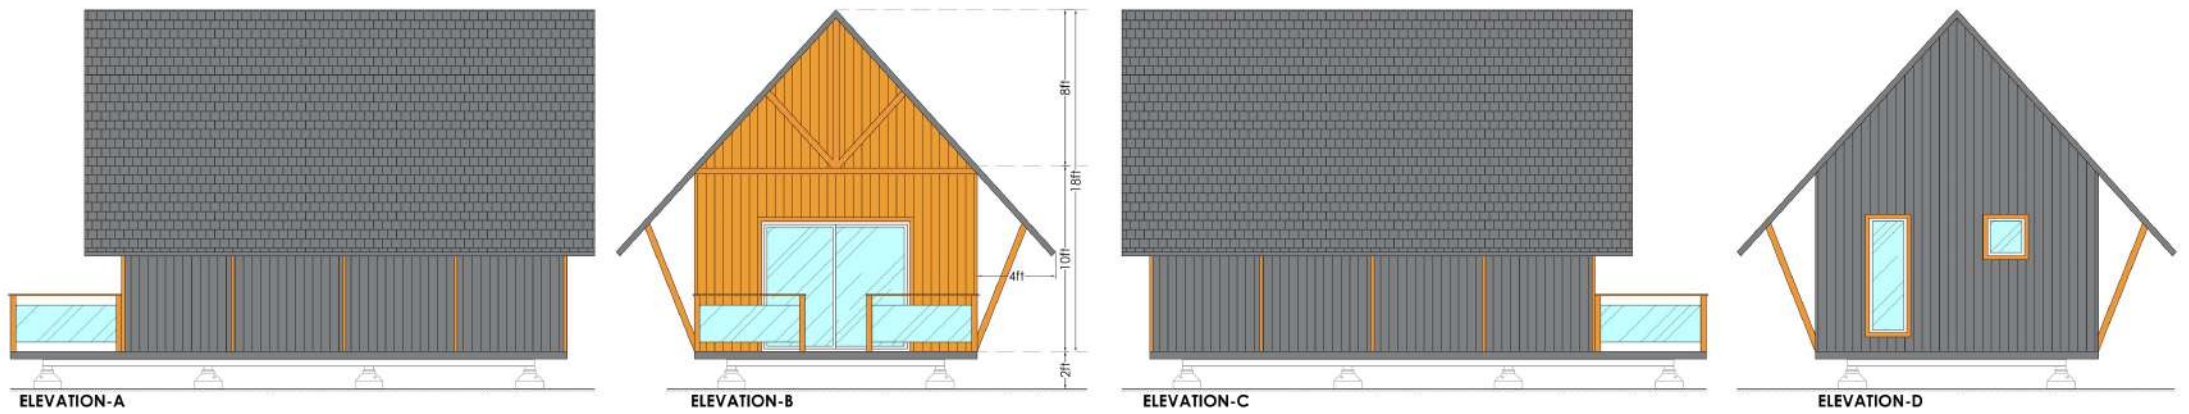 8ft
18ft
10ft
4ft
2ft
ELEVATION-A
ELEVATION-B
ELEVATION-C
ELEVATION-D